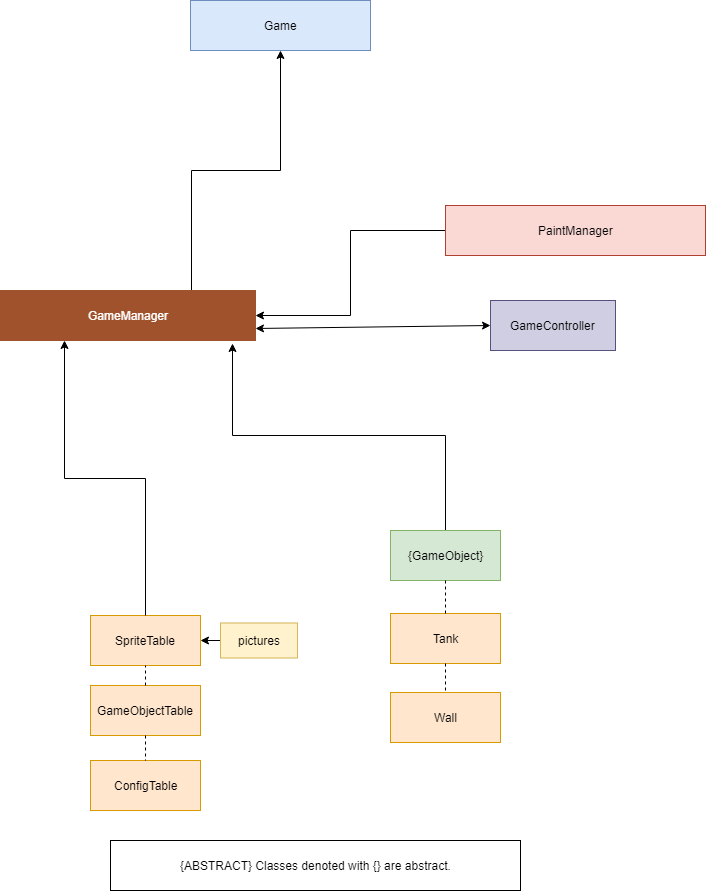 Game
PaintManager
GameManager
GameController
{GameObject}
SpriteTable
pictures
Tank
GameObjectTable
Wall
ConfigTable
{ABSTRACT} Classes denoted with {} are abstract.